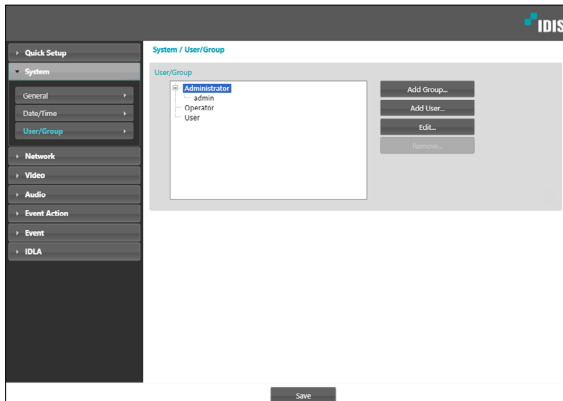 IDIS
Quick Setup
System
General
Date/Time
User/Group
Network
Video
Audio
Event Action
Event
IDLA
System / User/Group
User/Group
Administrator
admin
Operator
User
Add Group...
Add User...
Edit...
Remove...
Save